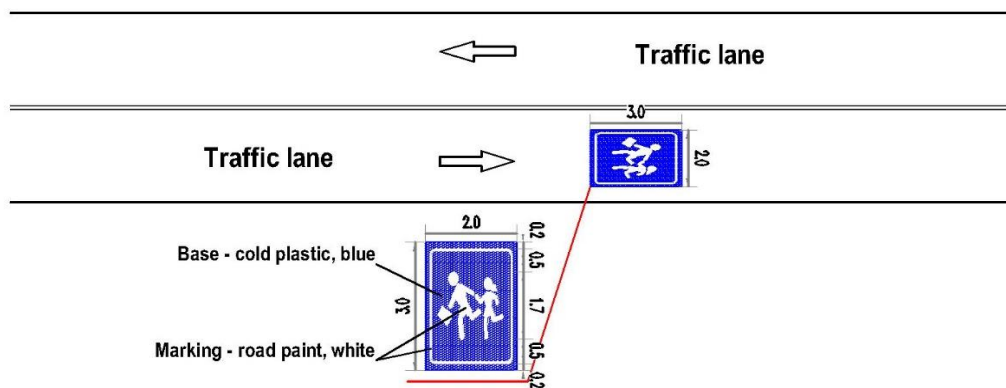 Traffic lane
3.0
Traffic lane
2.0
2.0
0.2
Base - cold plastic, blue
0.5
3.0
1.7
Marking - road paint, white
0.5
0.2